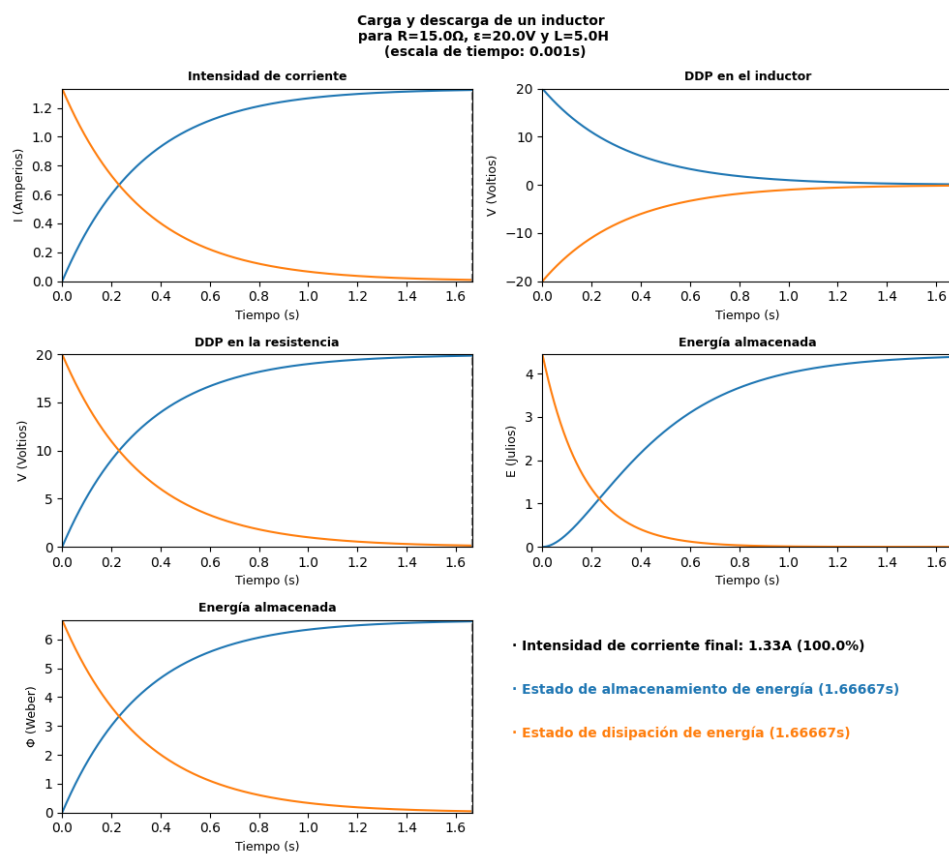 Carga y descarga de un inductor
para R=15.0Ω, ε=20.0V y L=5.0H
(escala de tiempo: 0.001s)
Intensidad de corriente
I (Amperios)
1.2
1.0
0.8
0.6
0.4
0.2
0.0
0.0 0.2 0.4 0.6 0.8 1.0 1.2 1.4 1.6
Tiempo (s)
DDP en el inductor
V (Voltios)
20
10
0
−10
−20
0.0 0.2 0.4 0.6 0.8 1.0 1.2 1.4 1.6
Tiempo (s)
DDP en la resistencia
V (Voltios)
20
15
10
5
0
0.0 0.2 0.4 0.6 0.8 1.0 1.2 1.4 1.6
Tiempo (s)
Energía almacenada
E (Julios)
4
3
2
1
0
0.0 0.2 0.4 0.6 0.8 1.0 1.2 1.4 1.6
Tiempo (s)
Energía almacenada
Φ (Weber)
6
5
4
3
2
1
0
0.0 0.2 0.4 0.6 0.8 1.0 1.2 1.4 1.6
Tiempo (s)
· Intensidad de corriente final: 1.33A (100.0%)
· Estado de almacenamiento de energía (1.66667s)
· Estado de disipación de energía (1.66667s)